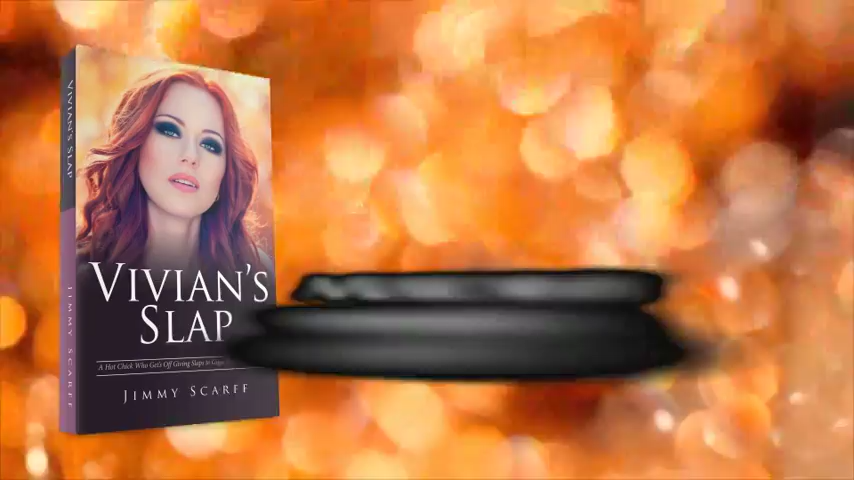 VIVIAN'S SLAP
JIMMY SCARFF
VIVIAN'S
SLAP
A Hot Chick Who Gets Off Giving Slaps to
JIMMY SCARFF